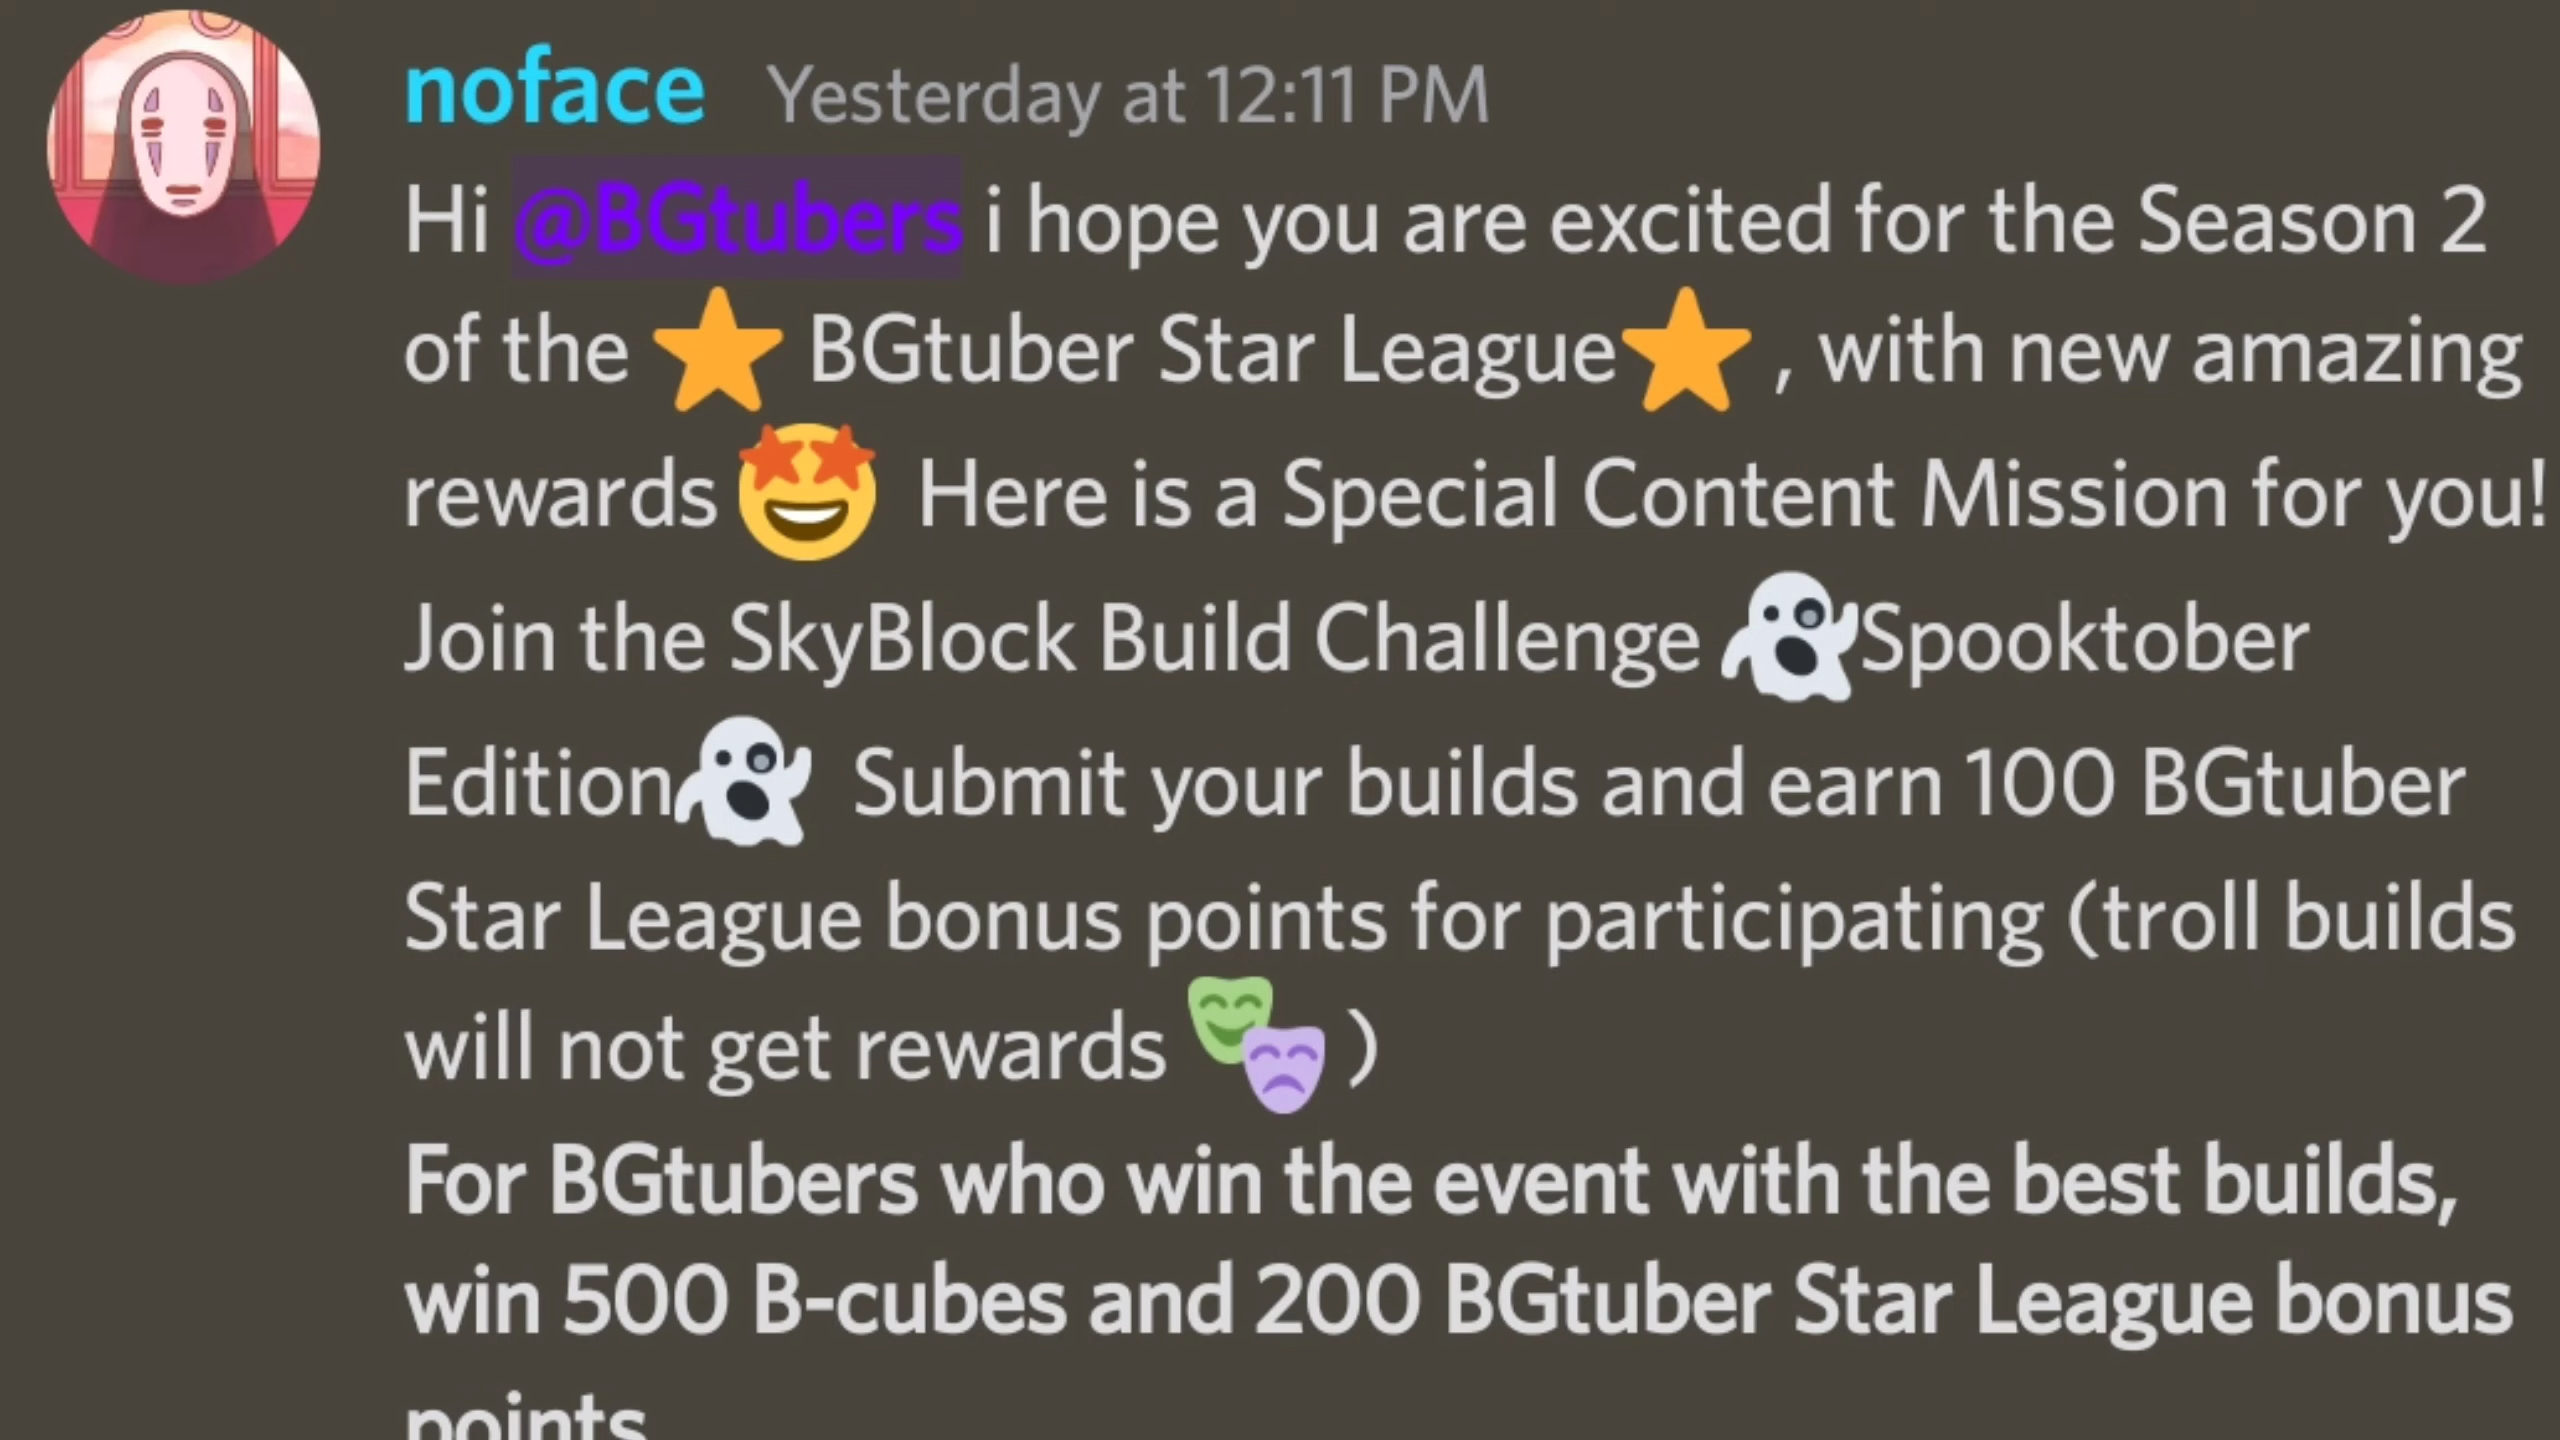 noface Yesterday at 12:11 PM
Hi @BGtubers i hope you are excited for the Season 2
of the ⭐ BGtuber Star League⭐ , with new amazing
rewards 🤩 Here is a Special Content Mission for you!
Join the SkyBlock Build Challenge 👻Spooktober
Edition👻 Submit your builds and earn 100 BGtuber
Star League bonus points for participating (troll builds
will not get rewards 🎭 )
For BGtubers who win the event with the best builds,
win 500 B-cubes and 200 BGtuber Star League bonus
points